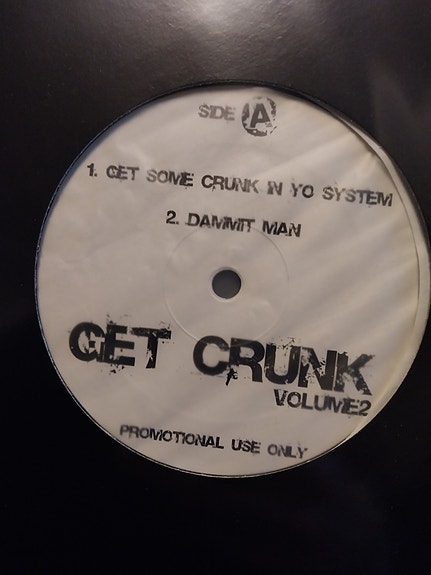 SIDE A
1. GET SOME CRUNK IN YO SYSTEM
2. DAMMIT MAN
GET CRUNK
VOLUME2
PROMOTIONAL USE ONLY